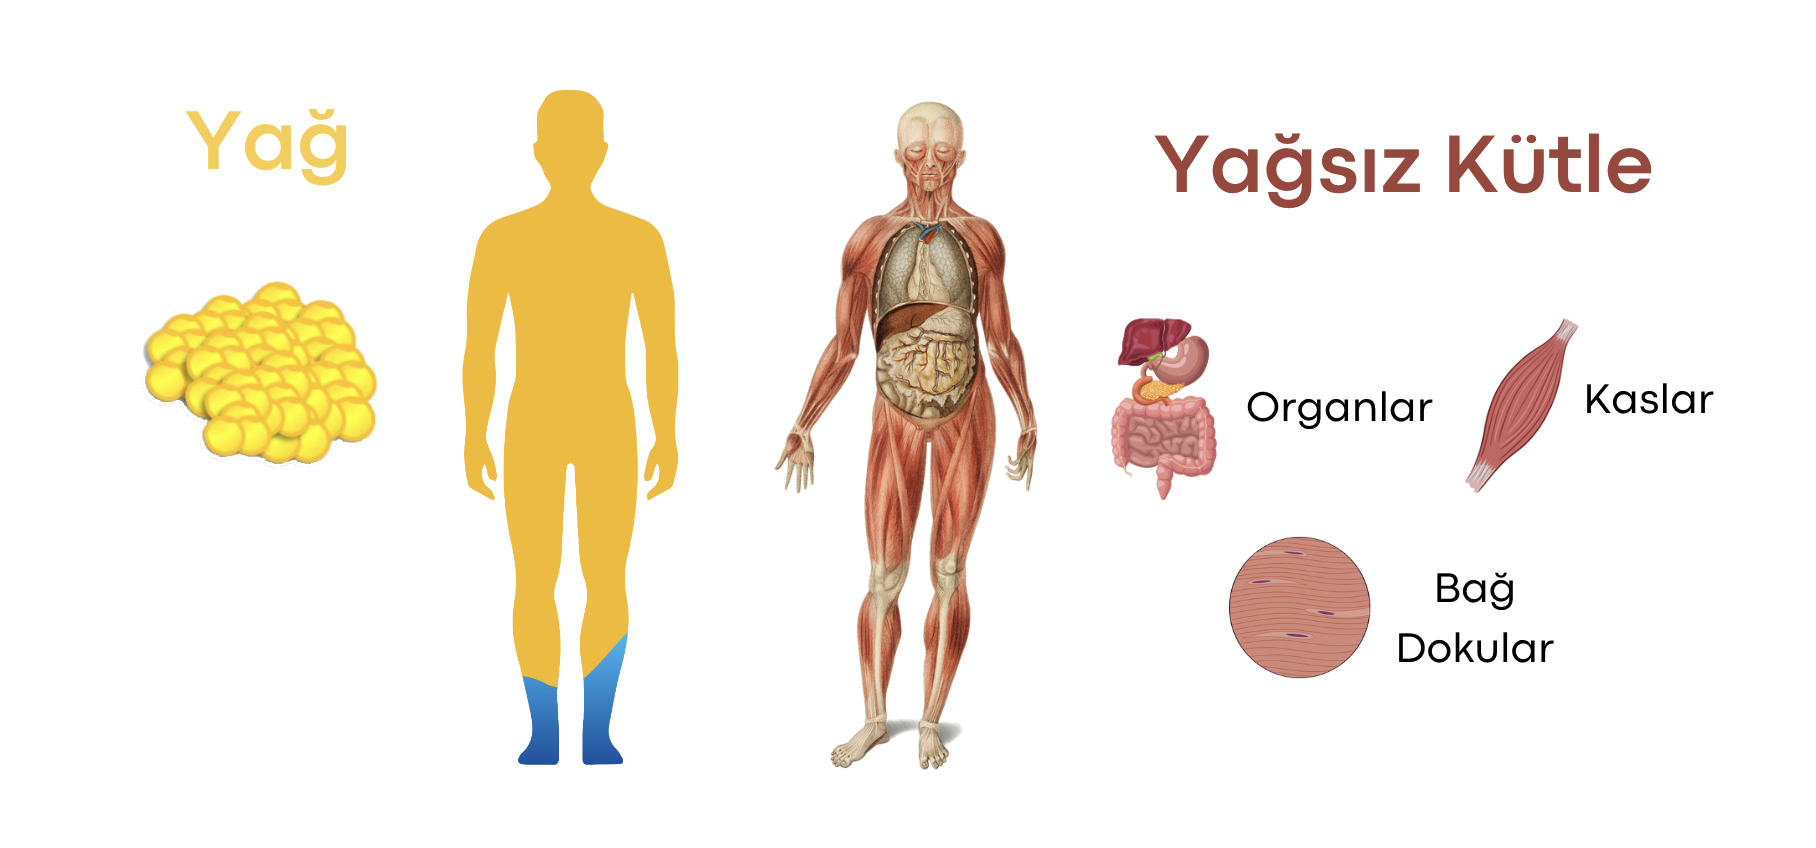 Yağ
Yağsız Kütle
Organlar
Kaslar
Bağ
Dokular